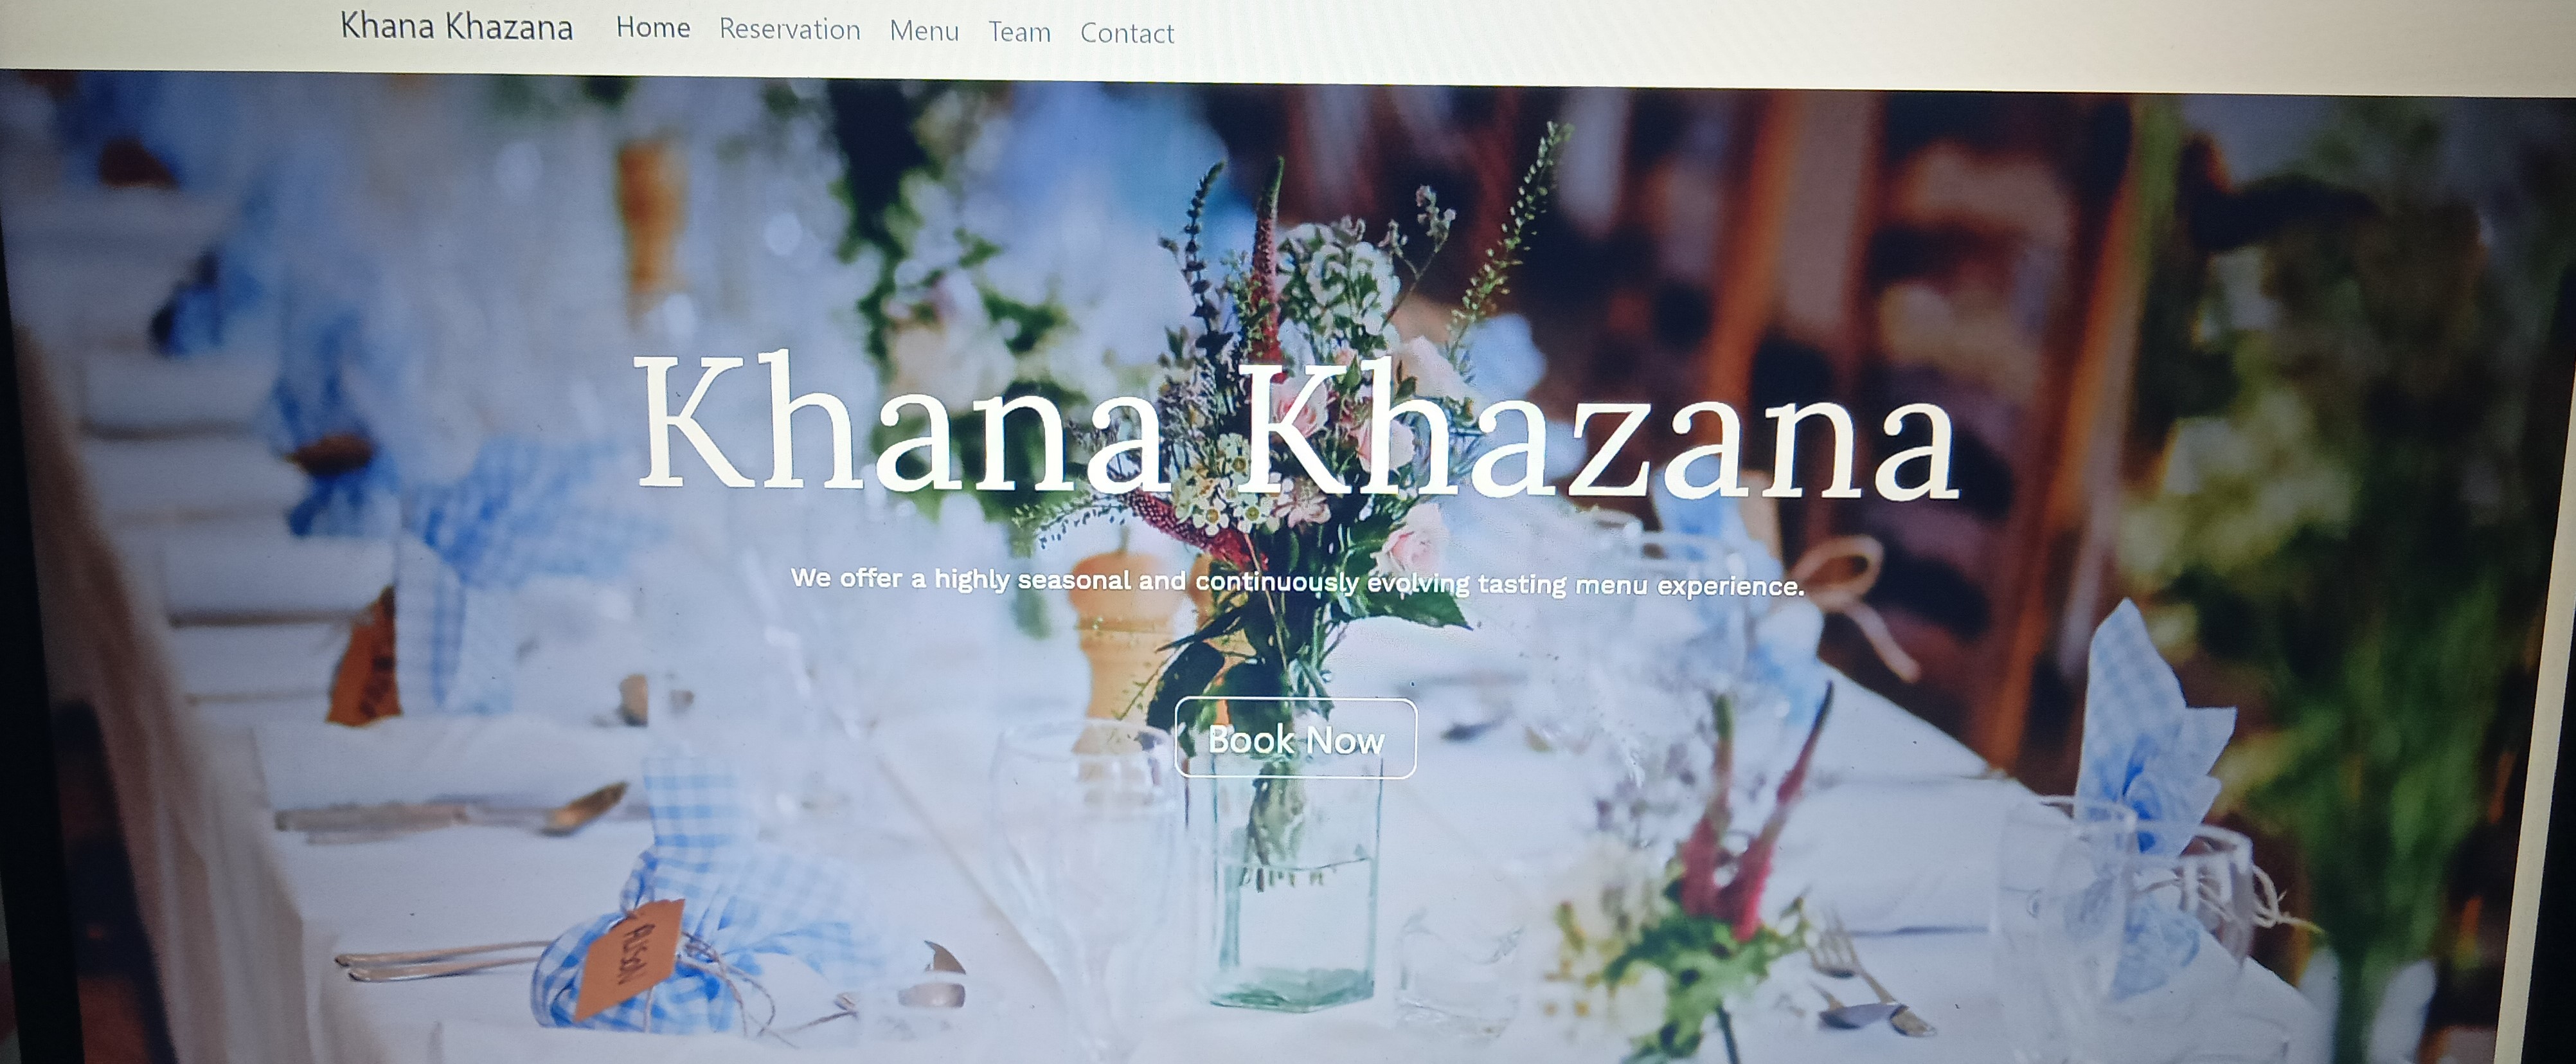 Khana Khazana Home Reservation Menu Team Contact
Khana Khazana
We offer a highly seasonal and continuously evolving tasting menu experience.
Book Now